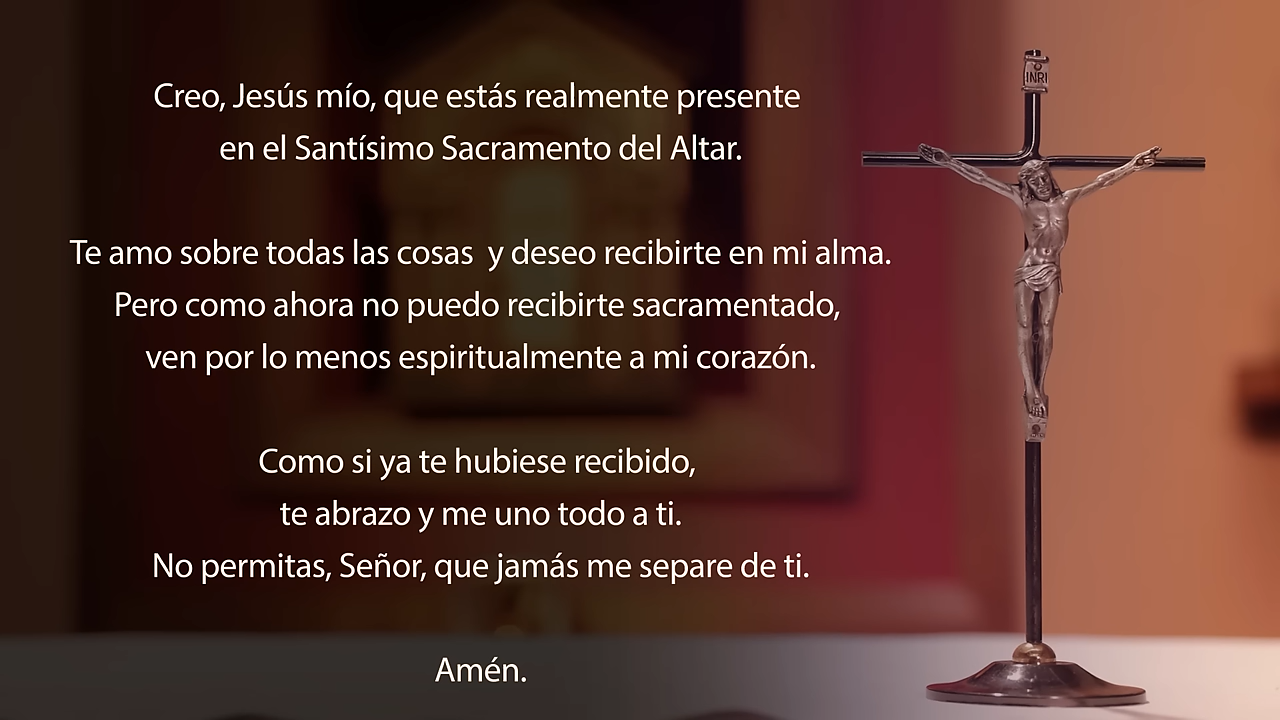 Creo, Jesús mío, que estás realmente presente
en el Santísimo Sacramento del Altar.
Te amo sobre todas las cosas  y deseo recibirte en mi alma.
Pero como ahora no puedo recibirte sacramentado,
ven por lo menos espiritualmente a mi corazón.
Como si ya te hubiese recibido,
te abrazo y me uno todo a ti.
No permitas, Señor, que jamás me separe de ti.
Amén.
INRI